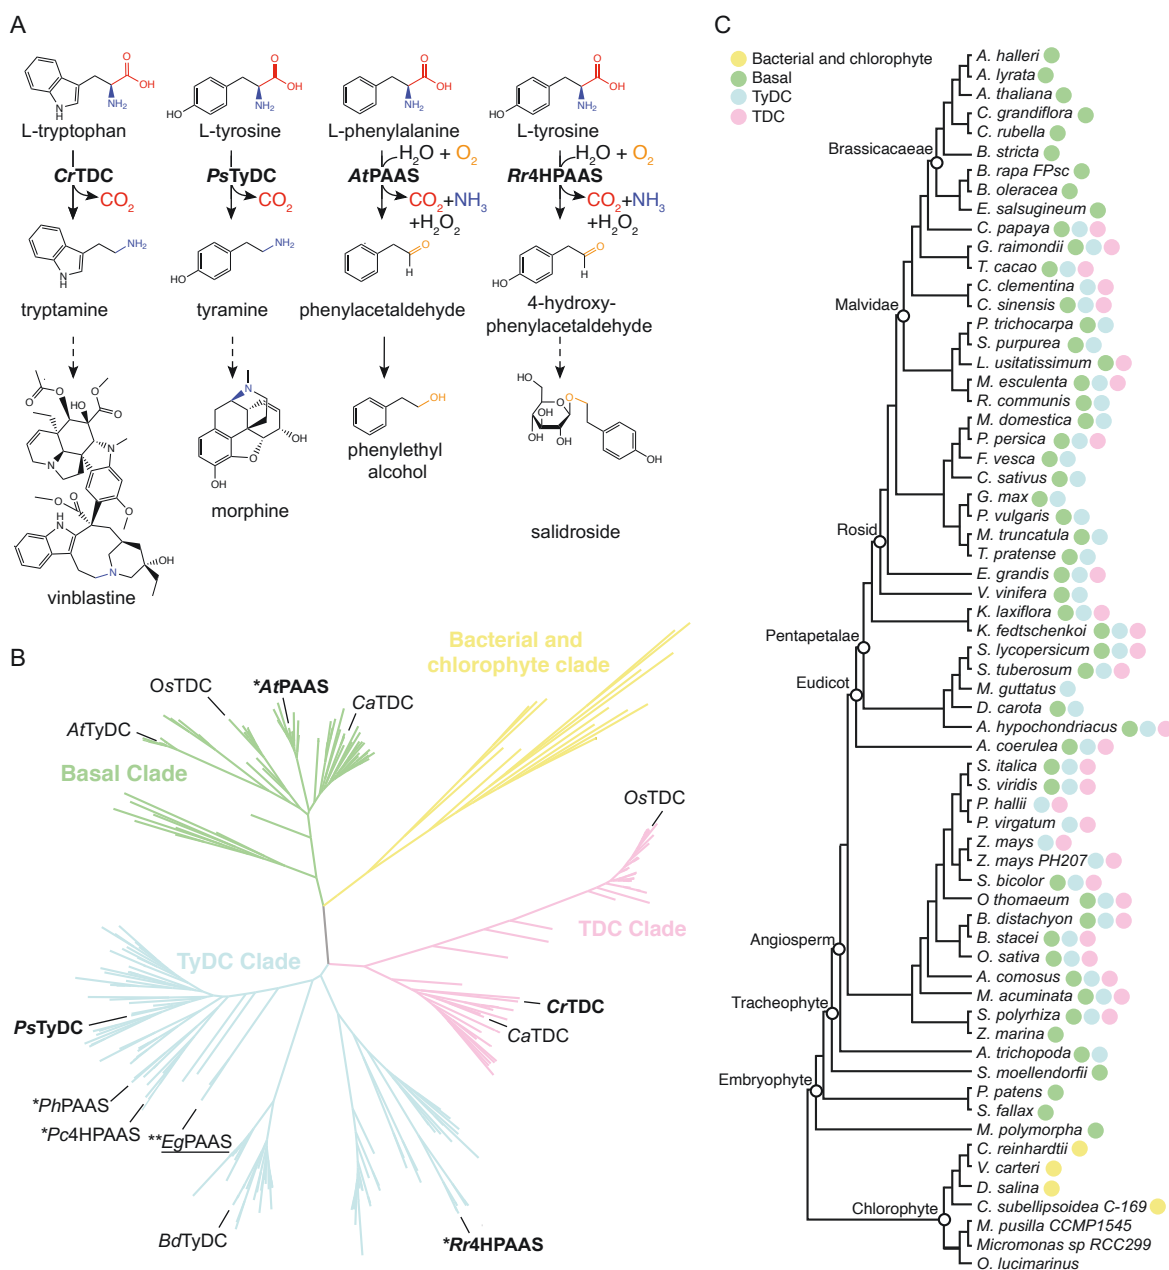 A
L-tryptophan
L-tyrosine
L-phenylalanine
L-tyrosine
H2O + O2
H2O + O2
CrTDC
PsTyDC
AtPAAS
Rr4HPAAS
CO2
CO2
CO2+NH3
+H2O2
CO2+NH3
+H2O2
tryptamine
tyramine
phenylacetaldehyde
4-hydroxy-
phenylacetaldehyde
vinblastine
morphine
phenylethyl
alcohol
salidroside
B
Bacterial and
chlorophyte clade
OsTDC
*AtPAAS
CaTDC
AtTyDC
Basal Clade
OsTDC
TDC Clade
TyDC Clade
CrTDC
CaTDC
PsTyDC
*PhPAAS
*Pc4HPAAS
**EgPAAS
BdTyDC
*Rr4HPAAS
C
Bacterial and chlorophyte
Basal
TyDC
TDC
Brassicacaeae
Malvidae
Rosid
Pentapetalae
Eudicot
Angiosperm
Tracheophyte
Embryophyte
Chlorophyte
A. halleri
A. lyrata
A. thaliana
C. grandiflora
C. rubella
B. stricta
B. rapa FPsc
B. oleracea
E. salsugineum
C. papaya
G. raimondii
T. cacao
C. clementina
C. sinensis
P. trichocarpa
S. purpurea
L. usitatissimum
M. esculenta
R. communis
M. domestica
P. persica
F. vesca
C. sativus
G. max
P. vulgaris
M. truncatula
T. pratense
E. grandis
V. vinifera
K. laxiflora
K. fedtschenkoi
S. lycopersicum
S. tuberosum
M. guttatus
D. carota
A. hypochondriacus
A. coerulea
S. italica
S. viridis
P. hallii
P. virgatum
Z. mays
Z. mays PH207
S. bicolor
O thomaeum
B. distachyon
B. stacei
O. sativa
A. comosus
M. acuminata
S. polyrhiza
Z. marina
A. trichopoda
S. moellendorfii
P. patens
S. fallax
M. polymorpha
C. reinhardtii
V. carteri
D. salina
C. subellipsoidea C-169
M. pusilla CCMP1545
Micromonas sp RCC299
O. lucimarinus